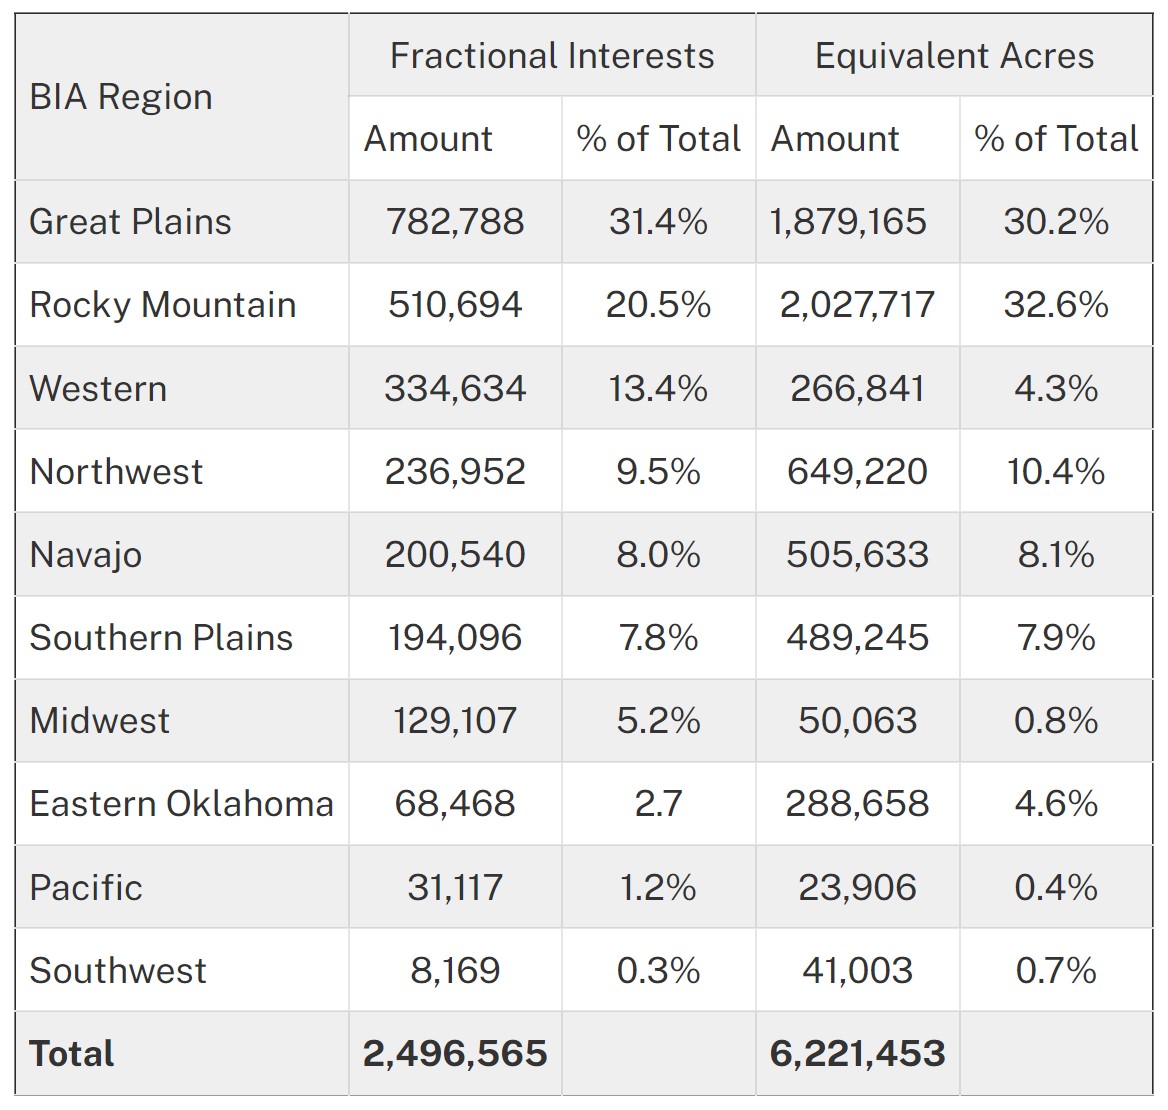 BIA Region Fractional Interests Equivalent Acres
Amount % of Total Amount % of Total
Great Plains 782,788 31.4% 1,879,165 30.2%
Rocky Mountain 510,694 20.5% 2,027,717 32.6%
Western 334,634 13.4% 266,841 4.3%
Northwest 236,952 9.5% 649,220 10.4%
Navajo 200,540 8.0% 505,633 8.1%
Southern Plains 194,096 7.8% 489,245 7.9%
Midwest 129,107 5.2% 50,063 0.8%
Eastern Oklahoma 68,468 2.7 288,658 4.6%
Pacific 31,117 1.2% 23,906 0.4%
Southwest 8,169 0.3% 41,003 0.7%
Total 2,496,565 6,221,453